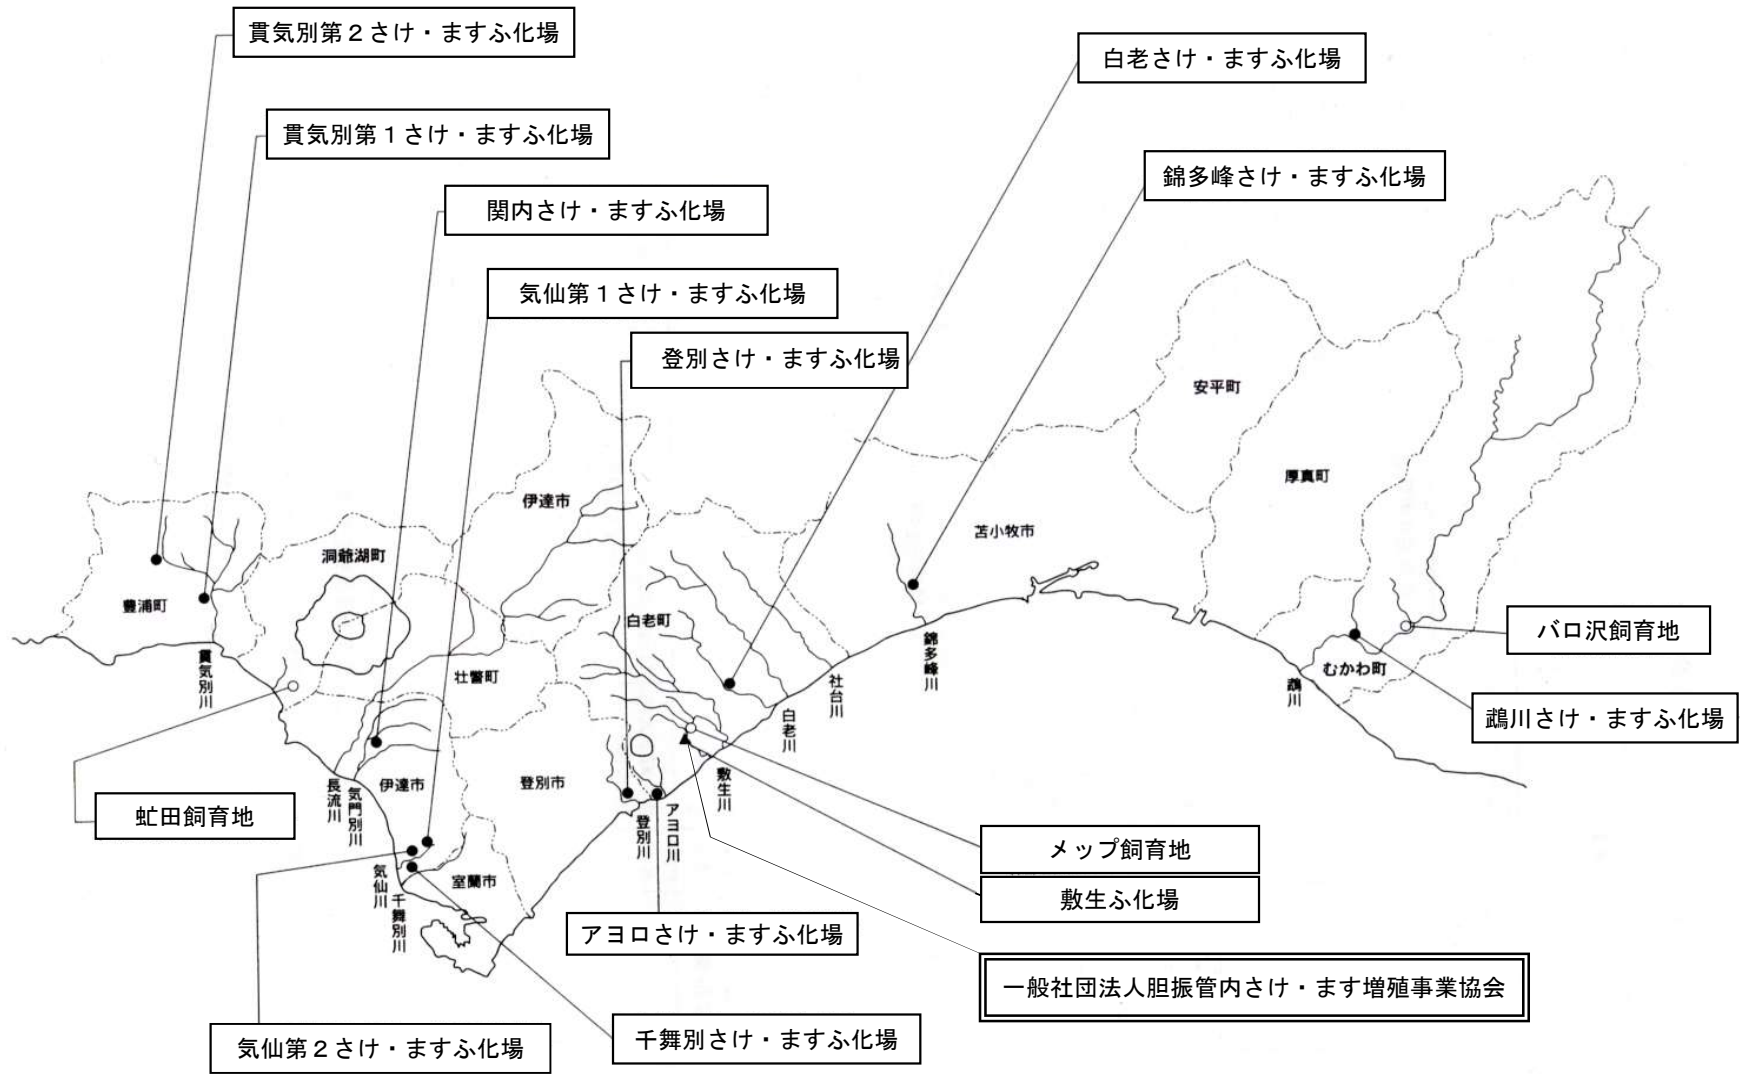 貫気別第２さけ・ますふ化場
白老さけ・ますふ化場
貫気別第１さけ・ますふ化場
錦多峰さけ・ますふ化場
関内さけ・ますふ化場
気仙第１さけ・ますふ化場
登別さけ・ますふ化場
安平町
厚真町
伊達市
苫小牧市
洞爺湖町
豊浦町
白老町
バロ沢飼育地
貫気別川
壮瞥町
錦多峰川
社台川
鵡川
むかわ町
白老川
鵡川さけ・ますふ化場
敷生川
登別市
伊達市
長流川
気門別川
虻田飼育地
登別川
アヨロ川
メップ飼育地
敷生ふ化場
気仙川
千舞別川
室蘭市
アヨロさけ・ますふ化場
一般社団法人胆振管内さけ・ます増殖事業協会
気仙第２さけ・ますふ化場
千舞別さけ・ますふ化場